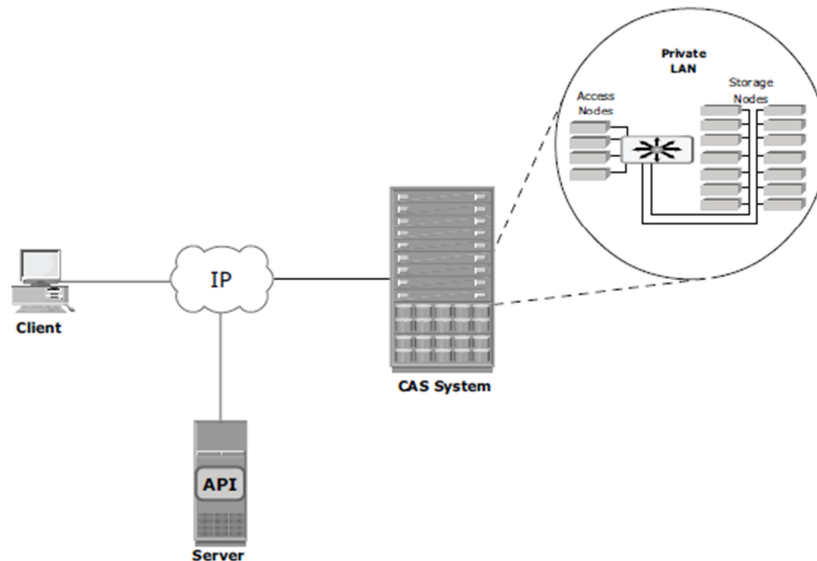 Private
LAN
Access
Nodes
Storage
Nodes
IP
Client
CAS System
API
Server